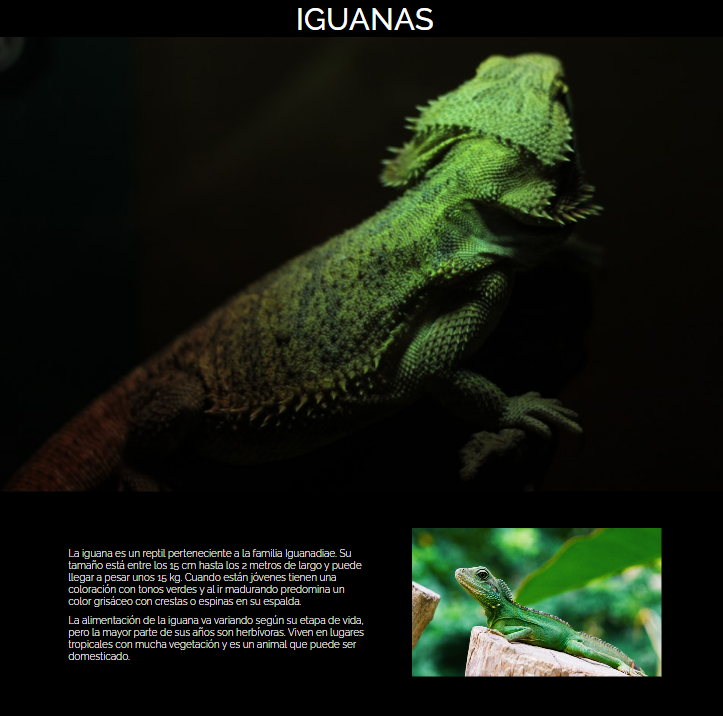 IGUANAS
La iguana es un reptil perteneciente a la familia Iguanadiae. Su
tamaño está entre los 15 cm hasta los 2 metros de largo y puede
llegar a pesar unos 15 kg. Cuando están jóvenes tienen una
coloración con tonos verdes y al ir madurando predomina un
color grisáceo con crestas o espinas en su espalda.
La alimentación de la iguana va variando según su etapa de vida,
pero la mayor parte de sus años son herbívoras. Viven en lugares
tropicales con mucha vegetación y es un animal que puede ser
domesticado.